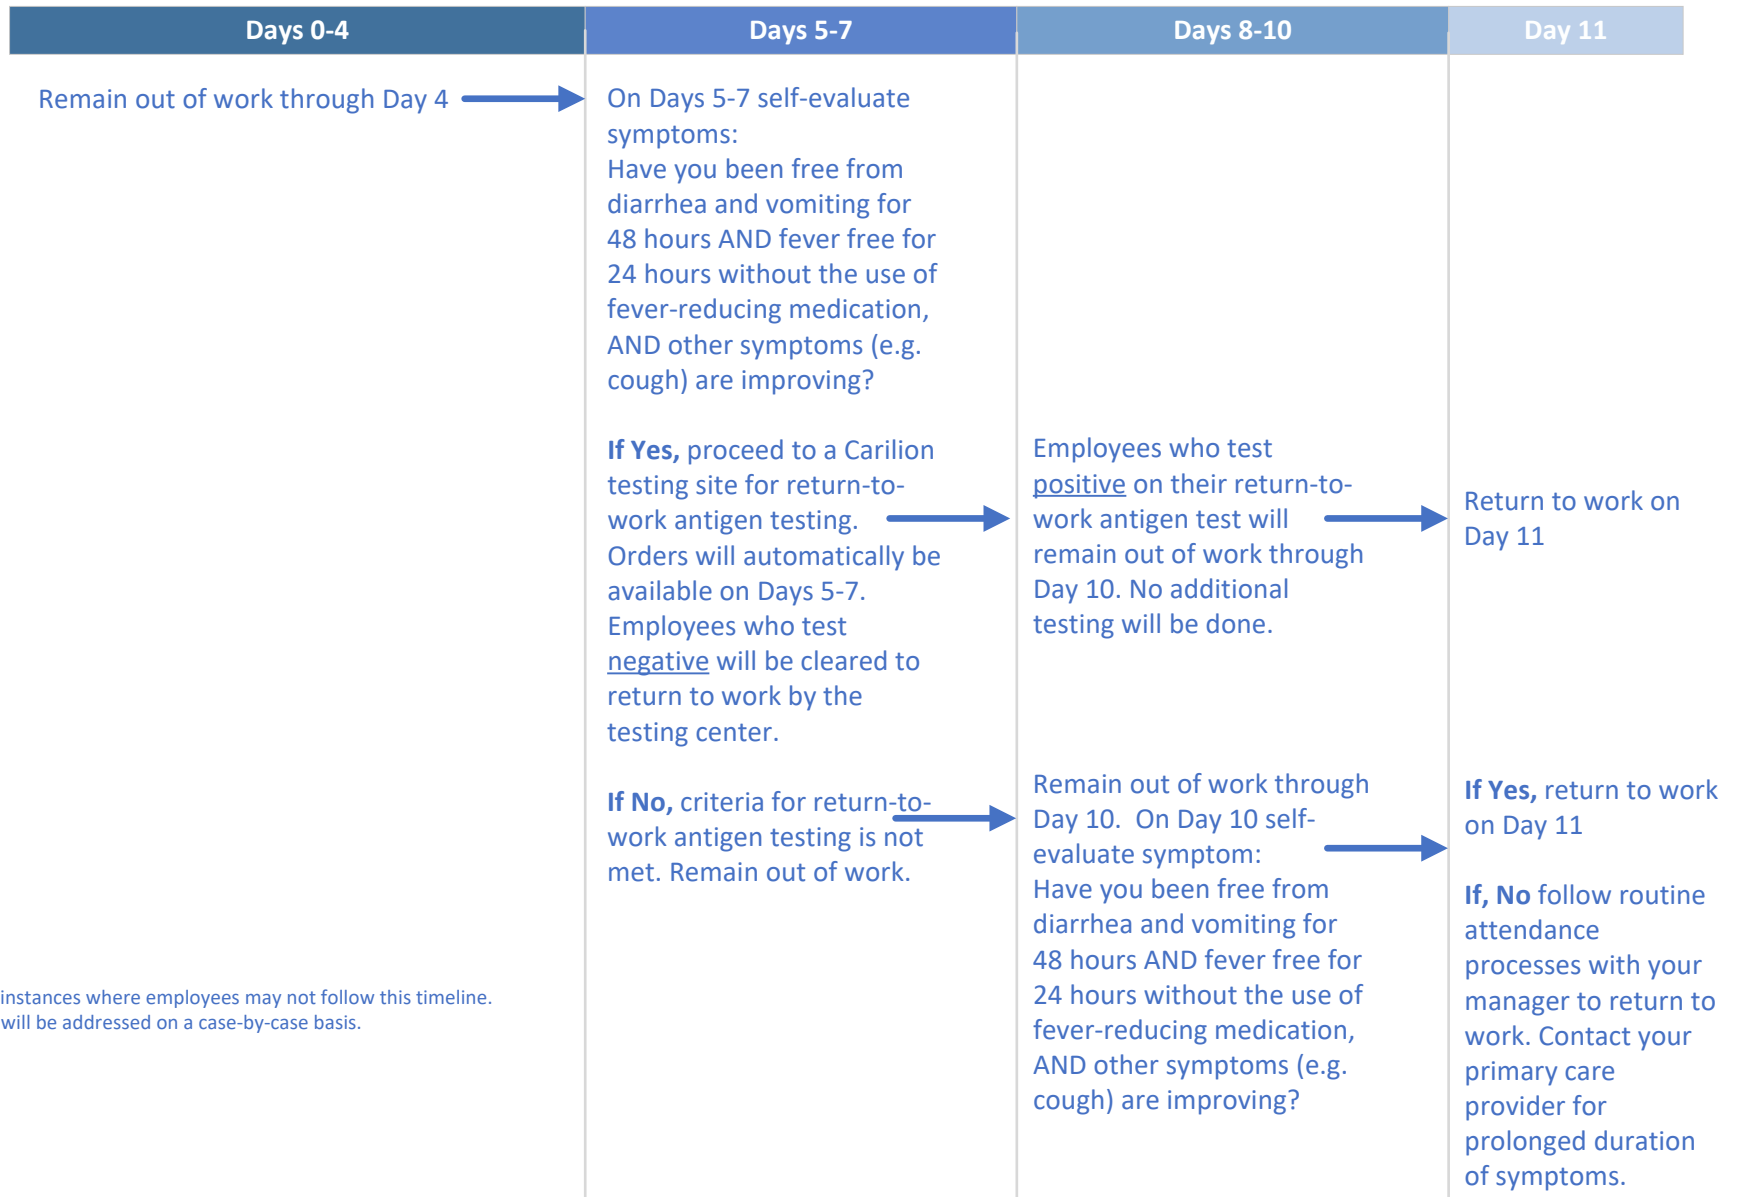 Days 0-4
Days 5-7
Days 8-10
Day 11
Remain out of work through Day 4
On Days 5-7 self-evaluate
symptoms:
Have you been free from
diarrhea and vomiting for
48 hours AND fever free for
24 hours without the use of
fever-reducing medication,
AND other symptoms (e.g.
cough) are improving?
If Yes, proceed to a Carilion
testing site for return-to-
work antigen testing.
Orders will automatically be
available on Days 5-7.
Employees who test
negative will be cleared to
return to work by the
testing center.
Employees who test
positive on their return-to-
work antigen test will
remain out of work through
Day 10. No additional
testing will be done.
Return to work on
Day 11
If No, criteria for return-to-
work antigen testing is not
met. Remain out of work.
Remain out of work through
Day 10.  On Day 10 self-
evaluate symptom:
Have you been free from
diarrhea and vomiting for
48 hours AND fever free for
24 hours without the use of
fever-reducing medication,
AND other symptoms (e.g.
cough) are improving?
If Yes, return to work
on Day 11
If, No follow routine
attendance
processes with your
manager to return to
work. Contact your
primary care
provider for
prolonged duration
of symptoms.
instances where employees may not follow this timeline.
will be addressed on a case-by-case basis.